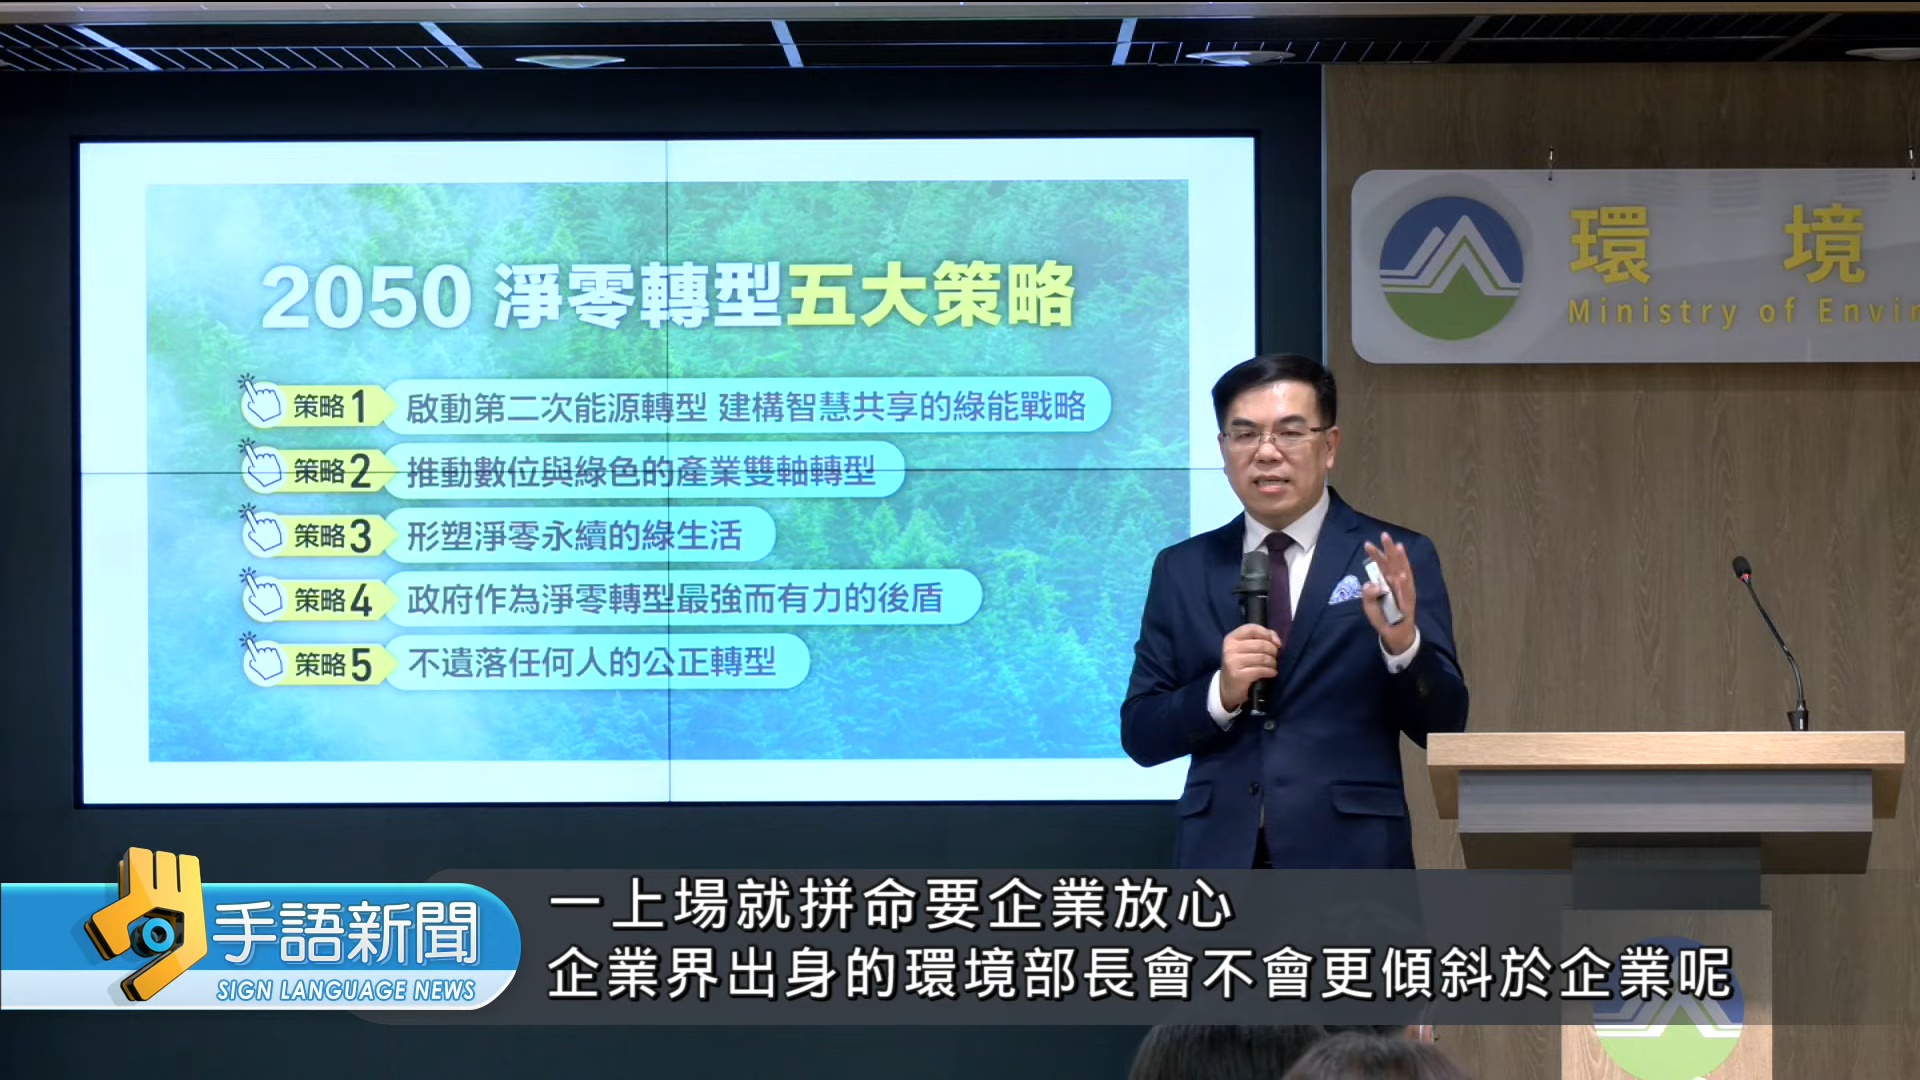 2050 淨零轉型五大策略
策略1 啟動第二次能源轉型 建構智慧共享的綠能戰略
策略2 推動數位與綠色的產業雙軸轉型
策略3 形塑淨零永續的綠生活
策略4 政府作為淨零轉型最強而有力的後盾
策略5 不遺落任何人的公正轉型
環境
Ministry of Envir
手語新聞
SIGN LANGUAGE NEWS
一上場就拼命要企業放心
企業界出身的環境部長會不會更傾斜於企業呢